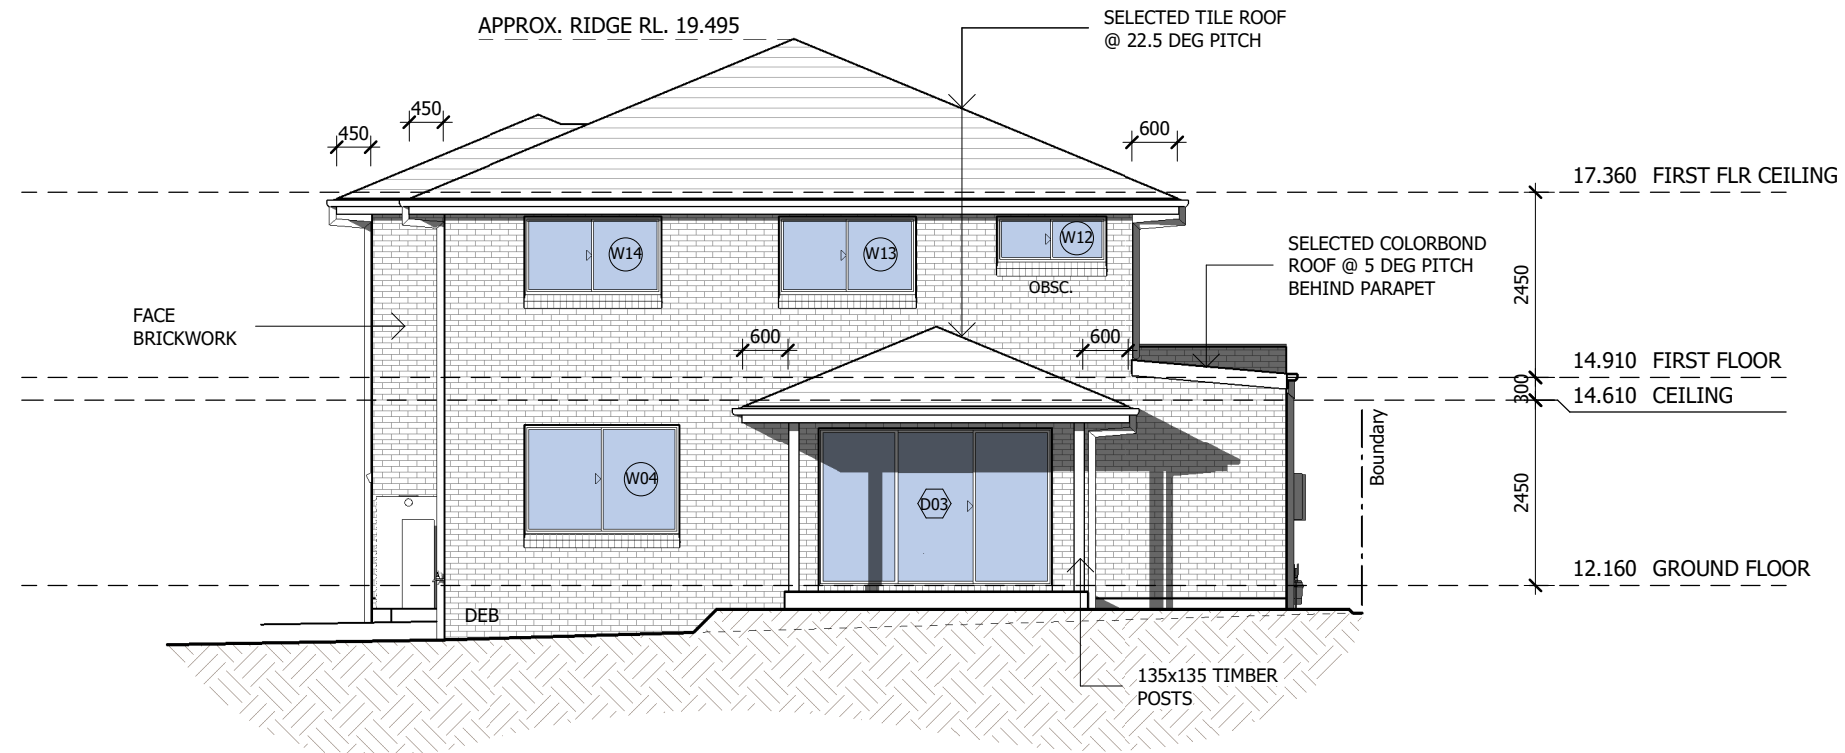 APPROX. RIDGE RL. 19.495
SELECTED TILE ROOF
@ 22.5 DEG PITCH
450
450
600
17.360 FIRST FLR CEILING
W14
W13
W12
OBSC.
SELECTED COLORBOND
ROOF @ 5 DEG PITCH
BEHIND PARAPET
2450
FACE
BRICKWORK
600
600
14.910 FIRST FLOOR
300
14.610 CEILING
Boundary
W04
D03
2450
12.160 GROUND FLOOR
DEB
135x135 TIMBER
POSTS